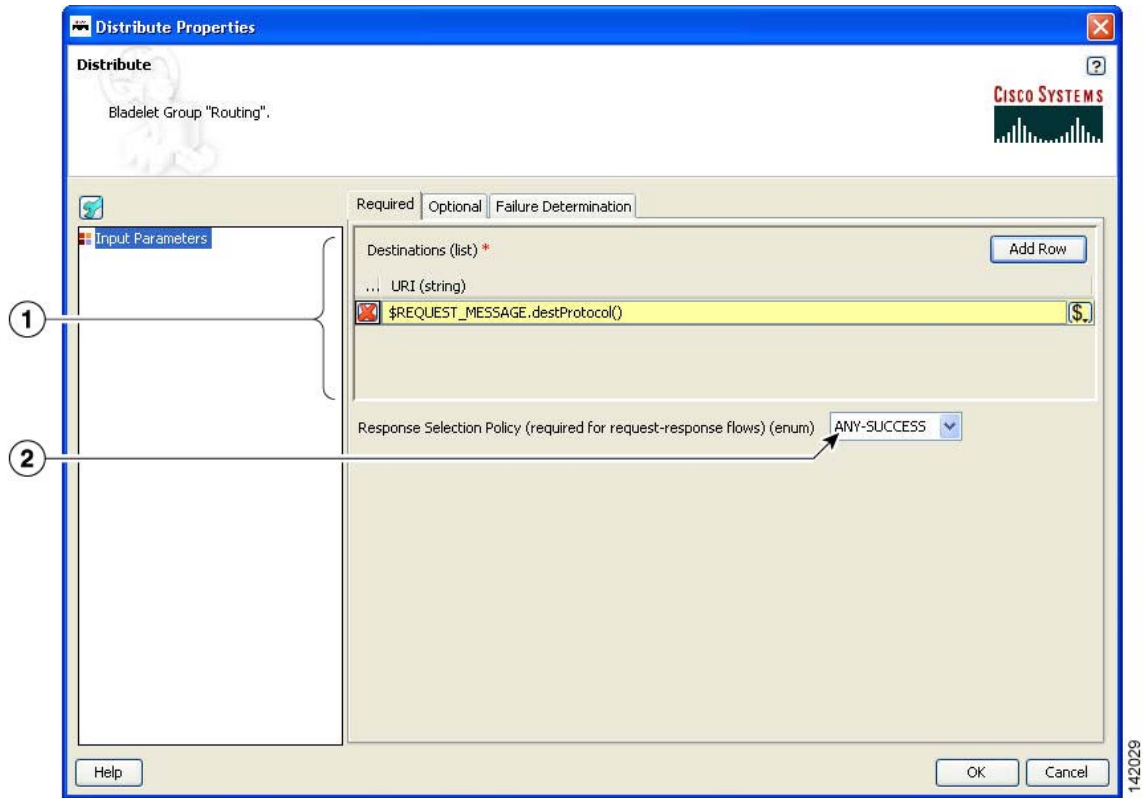 Distribute Properties
Distribute
?
Bladelet Group "Routing".
CISCO SYSTEMS
Required Optional Failure Determination
Input Parameters
Destinations (list) *
Add Row
... URI (string)
1
$REQUEST_MESSAGE.destProtocol()
$
Response Selection Policy (required for request-response flows) (enum) ANY-SUCCESS
2
Help
OK
Cancel
142029